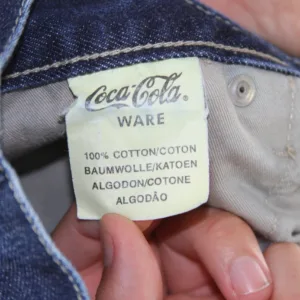 Coca-Cola®
WARE
100% COTTON/COTON
BAUMWOLLE/KATOEN
ALGODON/COTONE
ALGODÃO